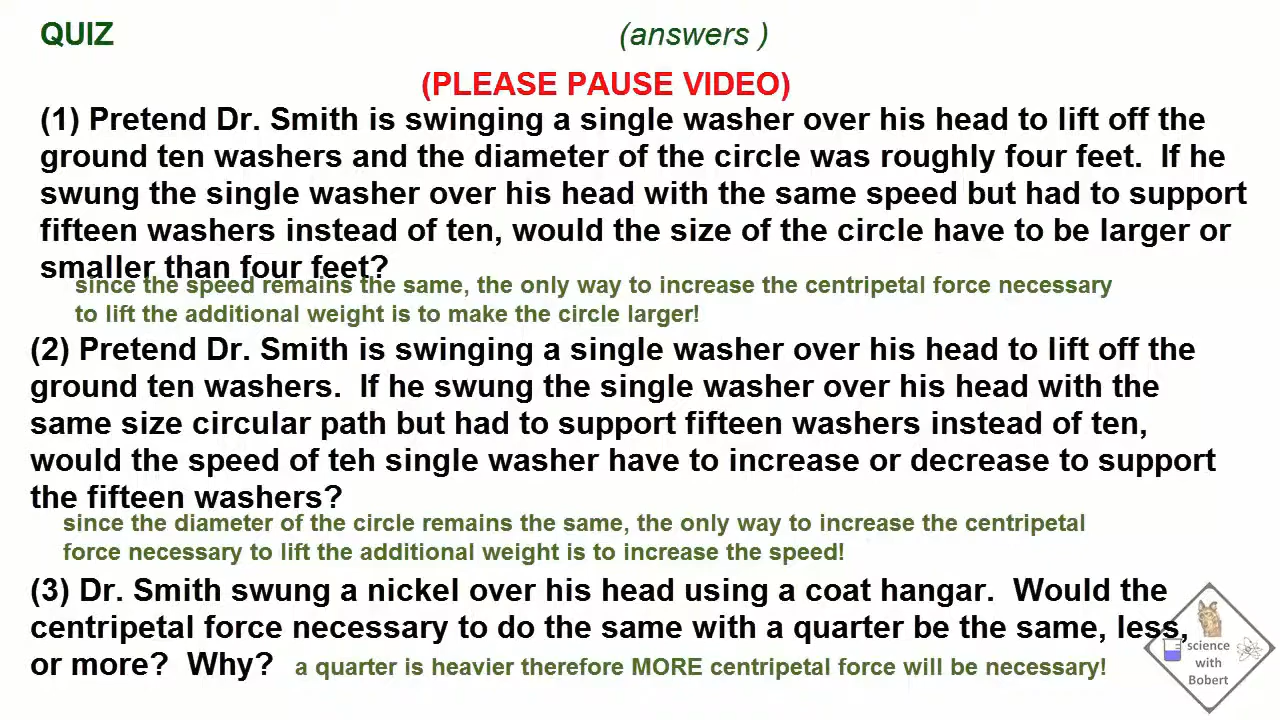 QUIZ (answers )
(PLEASE PAUSE VIDEO)
(1) Pretend Dr. Smith is swinging a single washer over his head to lift off the
ground ten washers and the diameter of the circle was roughly four feet. If he
swung the single washer over his head with the same speed but had to support
fifteen washers instead of ten, would the size of the circle have to be larger or
smaller than four feet?
since the speed remains the same, the only way to increase the centripetal force necessary
to lift the additional weight is to make the circle larger!
(2) Pretend Dr. Smith is swinging a single washer over his head to lift off the
ground ten washers. If he swung the single washer over his head with the
same size circular path but had to support fifteen washers instead of ten,
would the speed of teh single washer have to increase or decrease to support
the fifteen washers?
since the diameter of the circle remains the same, the only way to increase the centripetal
force necessary to lift the additional weight is to increase the speed!
(3) Dr. Smith swung a nickel over his head using a coat hangar. Would the
centripetal force necessary to do the same with a quarter be the same, less,
or more? Why? a quarter is heavier therefore MORE centripetal force will be necessary!
science
with
Bobert